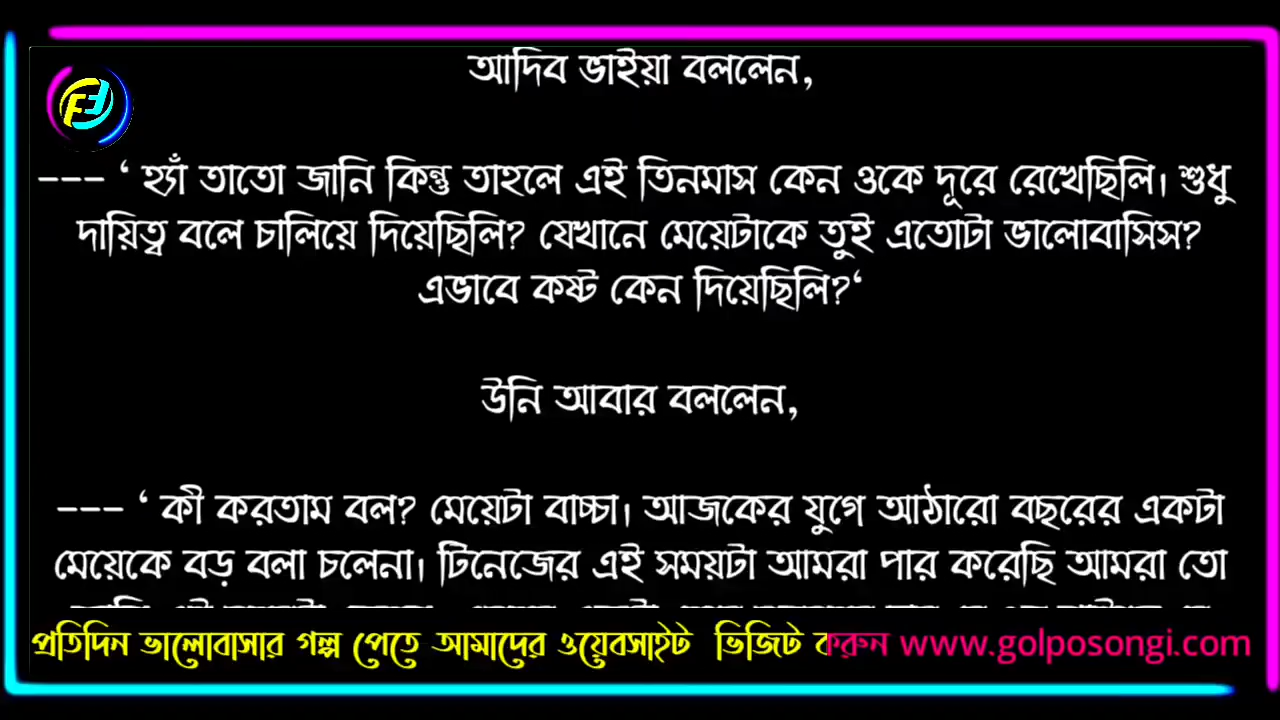 আদিব ভাইয়া বললেন,
--- ‘ হ্যাঁ তাতো জানি কিন্তু তাহলে এই তিনমাস কেন ওকে দূরে রেখেছিলি। শুধু
দায়িত্ব বলে চালিয়ে দিয়েছিলি? যেখানে মেয়েটাকে তুই এতোটা ভালোবাসিস?
এভাবে কষ্ট কেন দিয়েছিলি?‘
উনি আবার বললেন,
--- ‘ কী করতাম বল? মেয়েটা বাচ্চা। আজকের যুগে আঠারো বছরের একটা
মেয়েকে বড় বলা চলেনা। টিনেজের এই সময়টা আমরা পার করেছি আমরা তো
প্রতিদিন ভালোবাসার গল্প পেতে আমাদের ওয়েবসাইট ভিজিট করুন www.golposongi.com